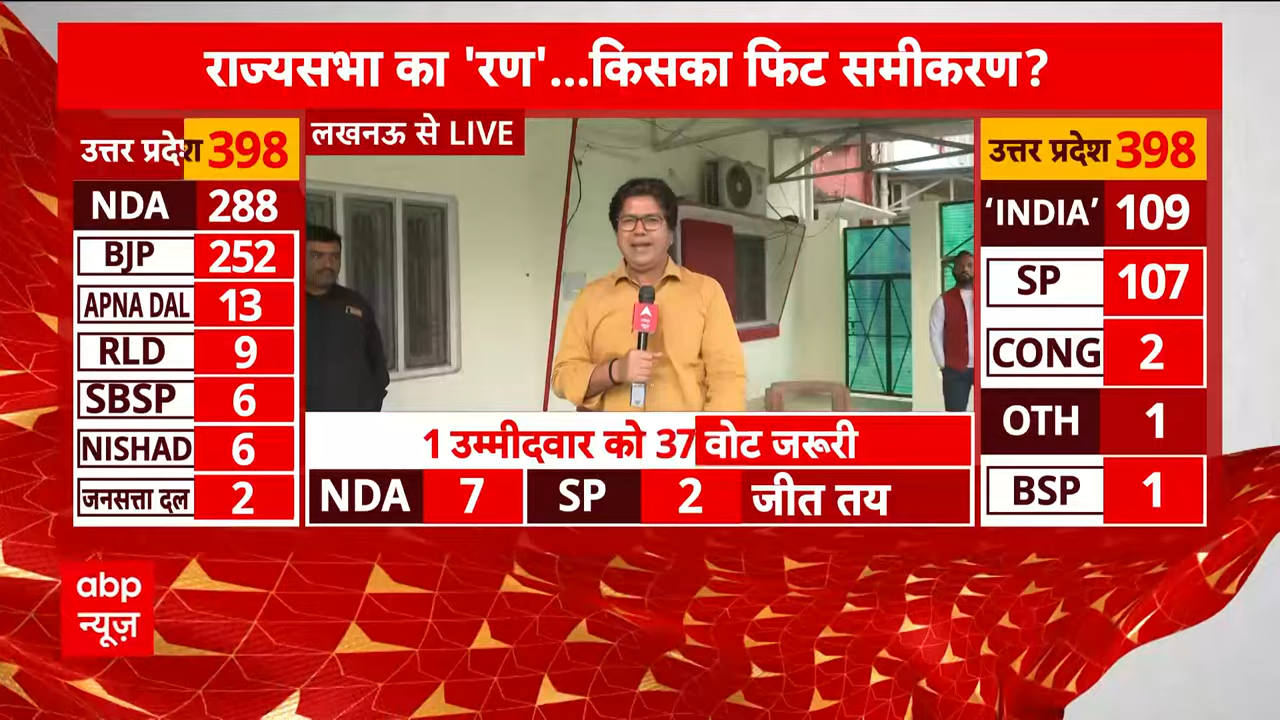 राज्यसभा का 'रण'...किसका फिट समीकरण?
उत्तर प्रदेश 398
NDA 288
BJP 252
APNA DAL 13
RLD 9
SBSP 6
NISHAD 6
जनसत्ता दल 2
लखनऊ से LIVE
1 उम्मीदवार को 37 वोट जरूरी
NDA 7 SP 2 जीत तय
उत्तर प्रदेश 398
‘INDIA’ 109
SP 107
CONG 2
OTH 1
BSP 1
abp
न्यूज़